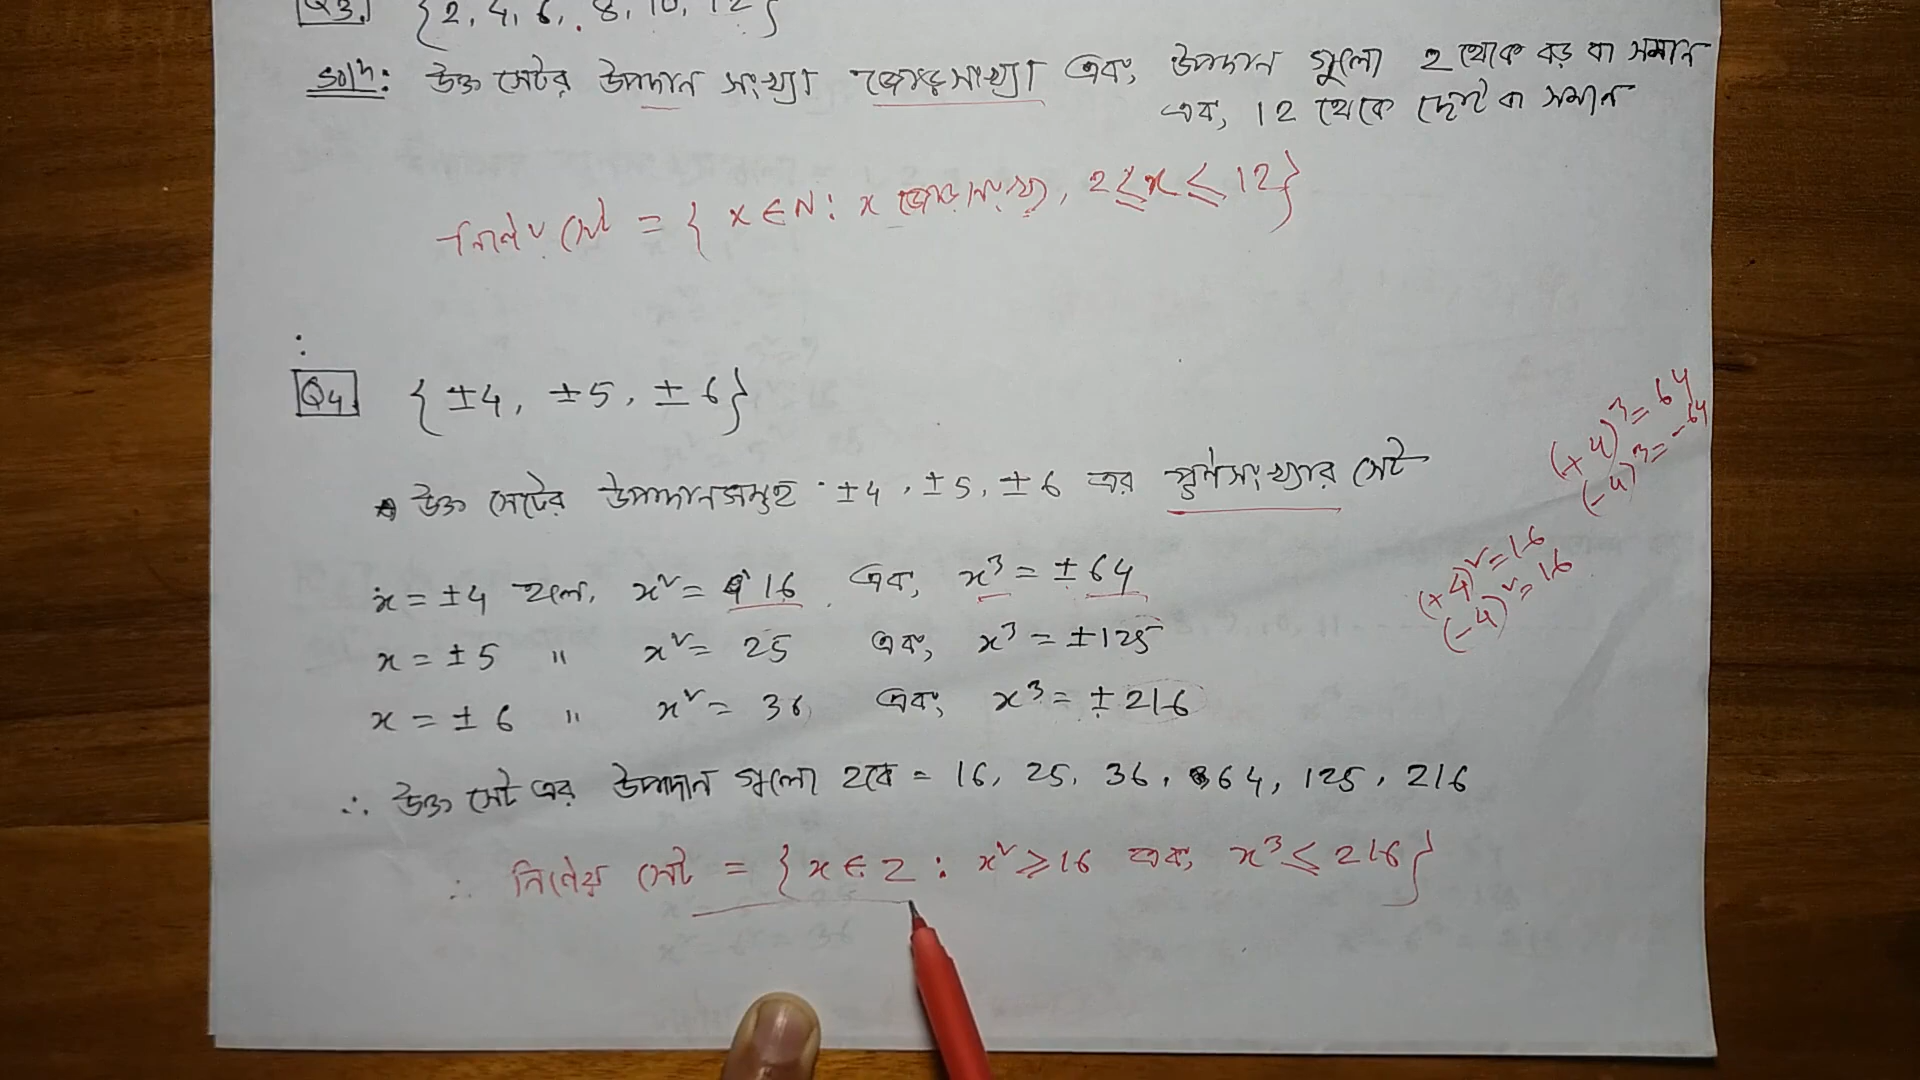 Q3. {2, 4, 6, 8, 10, 12}
Solⁿ: উক্ত সেটের উপাদান সংখ্যা জোড়সংখ্যা এবং, উপাদান গুলো 2 থেকে বড় বা সমান
এবং, 12 থেকে ছোট বা সমান
নির্ণেয় সেট = { x ∈ N : x জোড় সংখ্যা, 2 ≤ x ≤ 12}
Q4. { ±4, ±5, ±6}
উক্ত সেটের উপাদানসমূহ ±4, ±5, ±6 এর পূর্ণসংখ্যার সেট
x = ±4 হলে, x² = 16 এবং, x³ = ±64
x = ±5 " x² = 25 এবং, x³ = ±125
x = ±6 " x² = 36 এবং, x³ = ±216
∴ উক্ত সেট এর উপাদান গুলো হবে = 16, 25, 36, 64, 125, 216
∴ নির্ণেয় সেট = {x ∈ Z : x² ≥ 16 এবং, x³ ≤ 216}
(+4)³ = 64
(-4)³ = -64
(+4)² = 16
(-4)² = 16